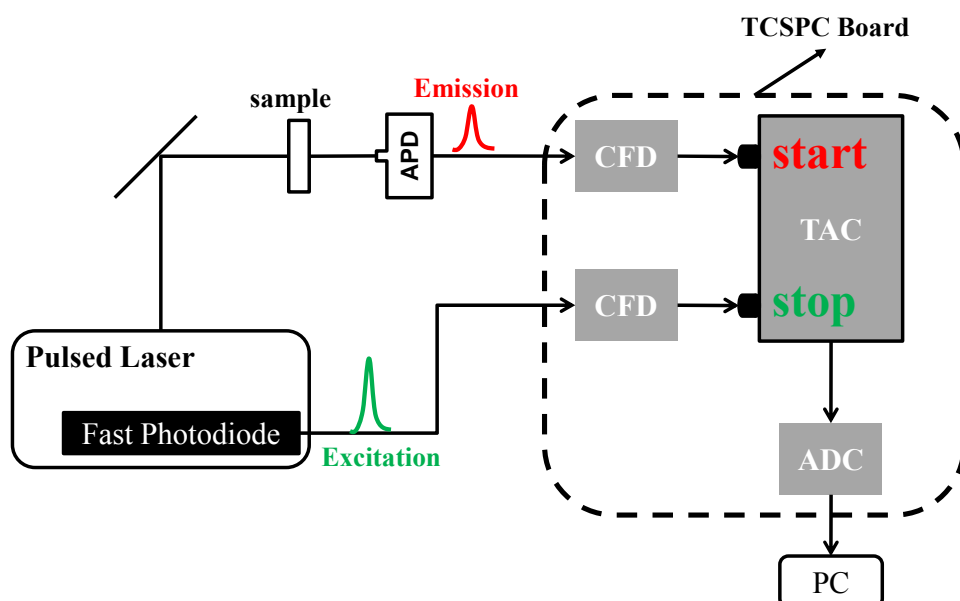 TCSPC Board
Emission
sample
APD
CFD
start
TAC
CFD
stop
Pulsed Laser
Fast Photodiode
Excitation
ADC
PC